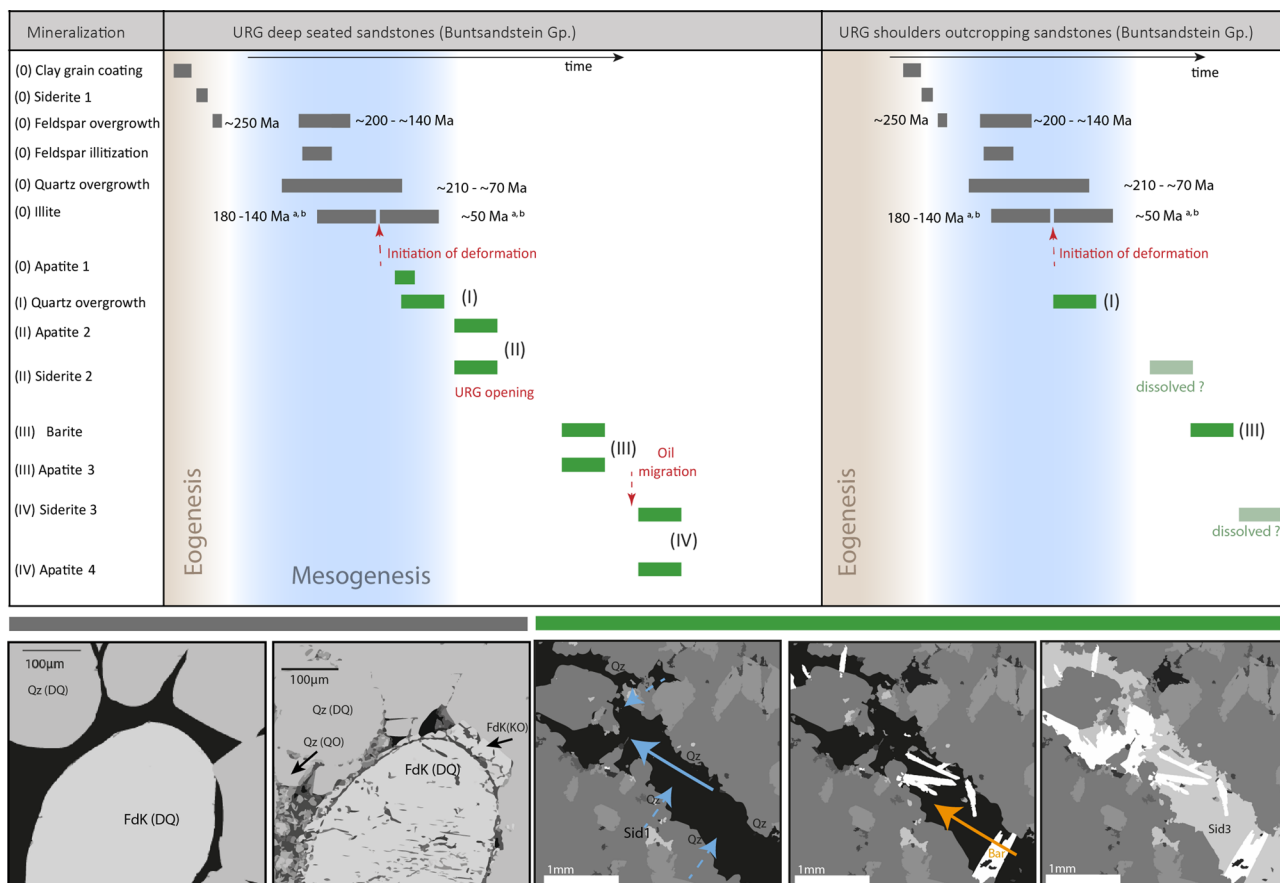 Mineralization
URG deep seated sandstones (Buntsandstein Gp.)
URG shoulders outcropping sandstones (Buntsandstein Gp.)
time
time
(0) Clay grain coating
(0) Siderite 1
(0) Feldspar overgrowth
~250 Ma
~200 - ~140 Ma
~250 Ma
~200 - ~140 Ma
(0) Feldspar illitization
(0) Quartz overgrowth
~210 - ~70 Ma
~210 - ~70 Ma
(0) Illite
180 -140 Ma a, b
~50 Ma a, b
180 -140 Ma a, b
~50 Ma a, b
Initiation of deformation
Initiation of deformation
(0) Apatite 1
(I) Quartz overgrowth
(I)
(I)
(II) Apatite 2
(II)
(II) Siderite 2
URG opening
dissolved ?
(III) Barite
(III)
(III)
(III) Apatite 3
Oil
migration
(IV) Siderite 3
dissolved ?
(IV)
(IV) Apatite 4
Eogenesis
Mesogenesis
Eogenesis
100µm
Qz (DQ)
FdK (DQ)
100µm
Qz (DQ)
Qz (QO)
FdK(KO)
FdK (DQ)
Qz
Qz
Qz
Sid1
Qz
Qz
1mm
Bar
1mm
Sid3
1mm